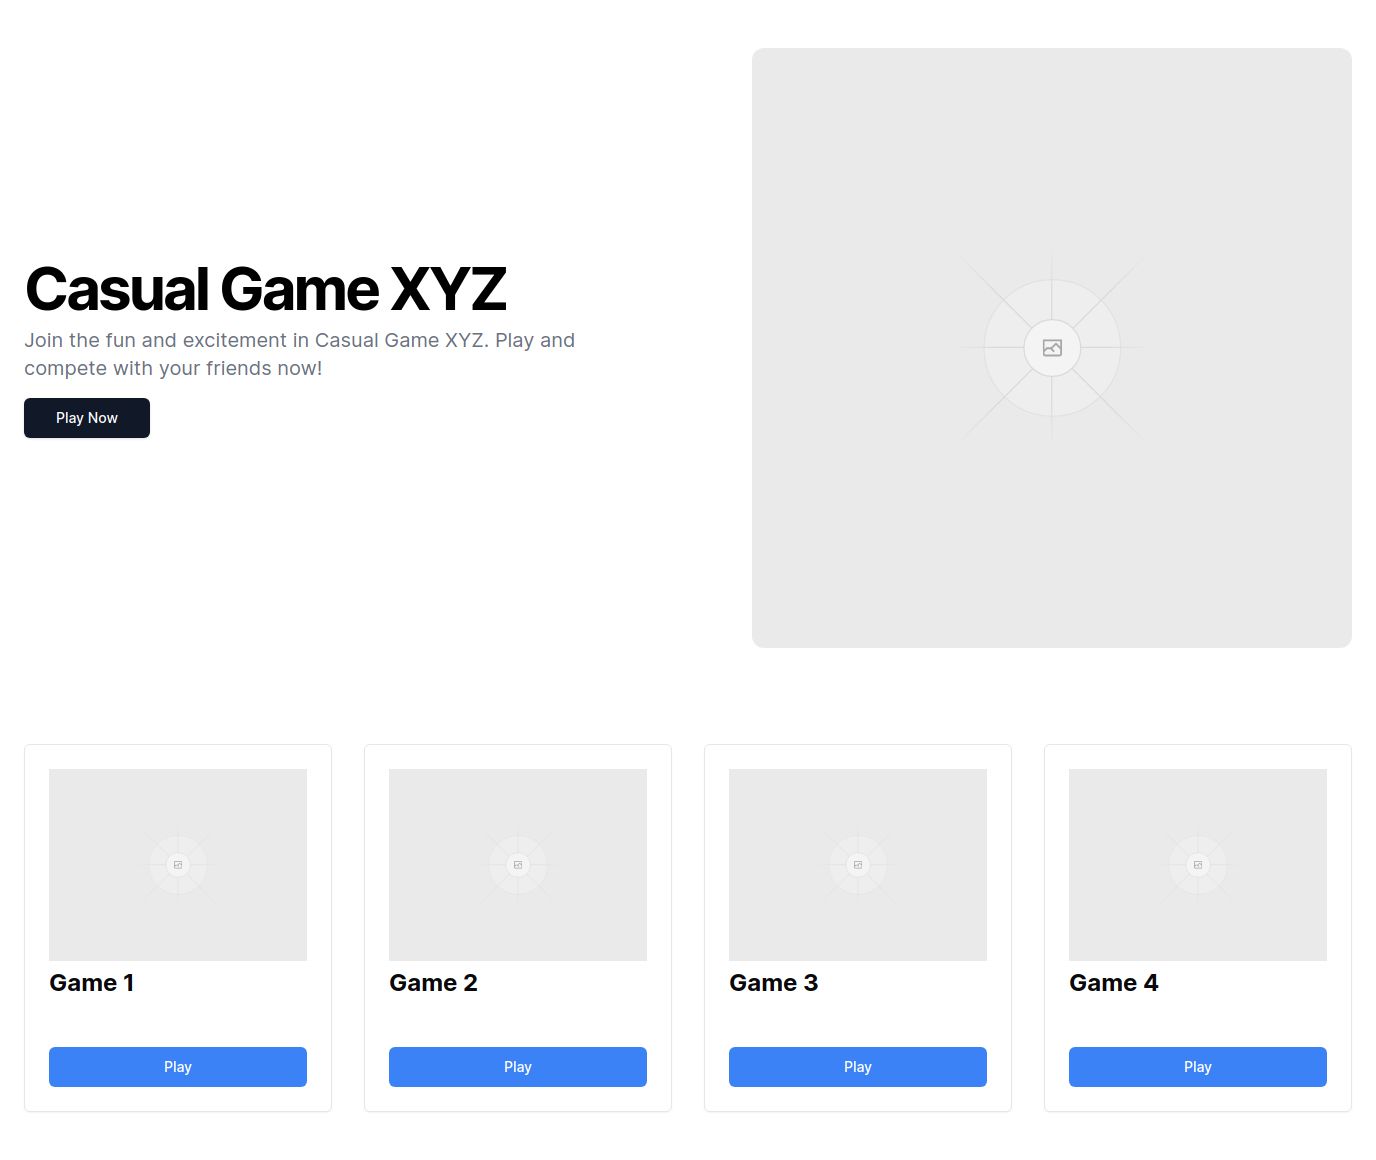 Casual Game XYZ
Join the fun and excitement in Casual Game XYZ. Play and
compete with your friends now!
Play Now
Game 1
Play
Game 2
Play
Game 3
Play
Game 4
Play